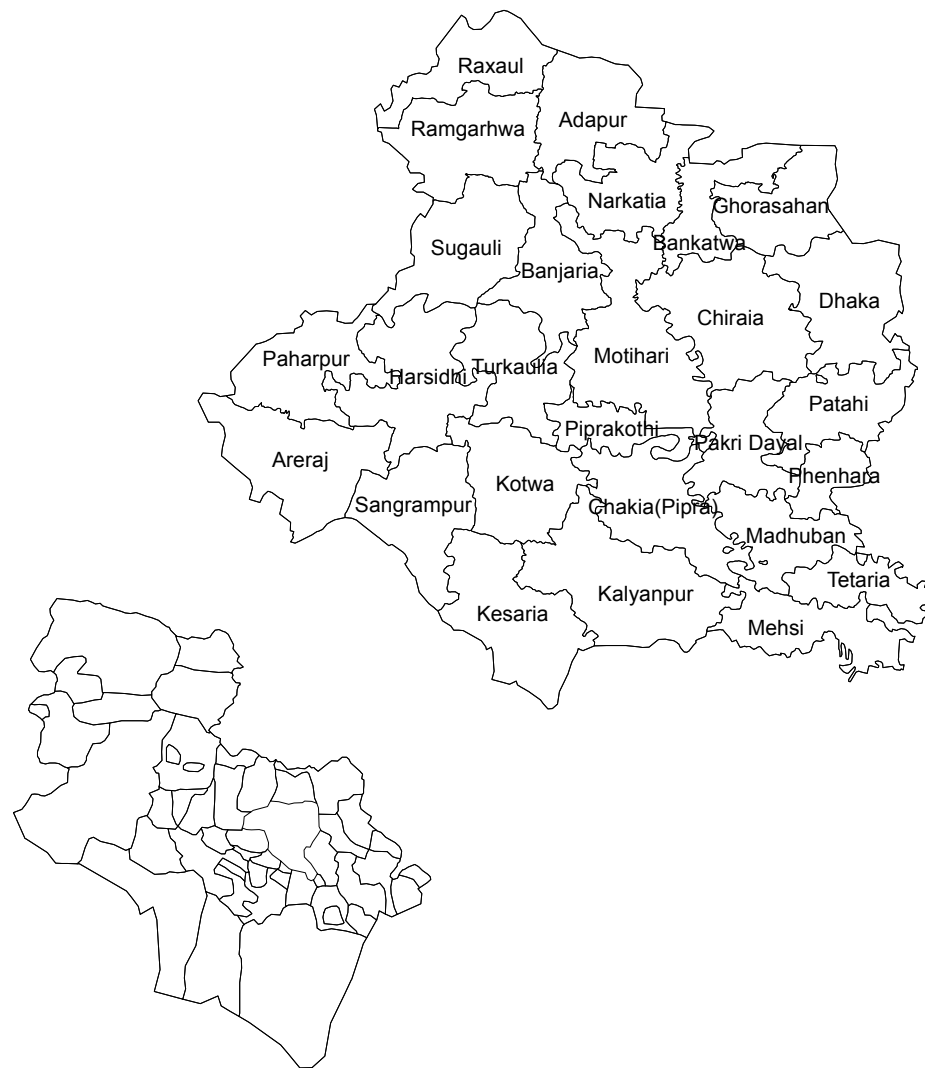 Raxaul
Adapur
Ramgarhwa
Narkatia
Ghorasahan
Bankatwa
Sugauli
Banjaria
Dhaka
Chiraia
Paharpur
Motihari
Turkaulia
Harsidhi
Patahi
Piprakothi
Pakri Dayal
Areraj
Phenhara
Kotwa
Sangrampur
Chakia(Pipra)
Madhuban
Tetaria
Kalyanpur
Kesaria
Mehsi